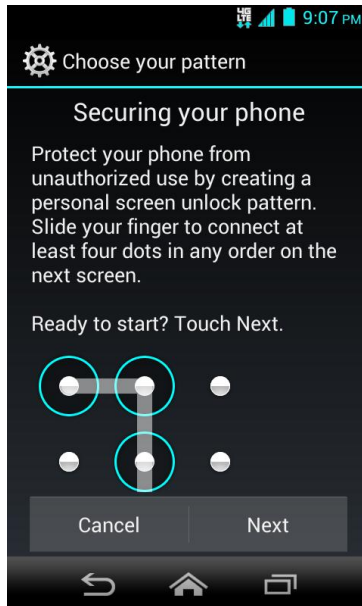 4G
LTE
9:07 PM
Choose your pattern
Securing your phone
Protect your phone from
unauthorized use by creating a
personal screen unlock pattern.
Slide your finger to connect at
least four dots in any order on the
next screen.
Ready to start? Touch Next.
Cancel
Next